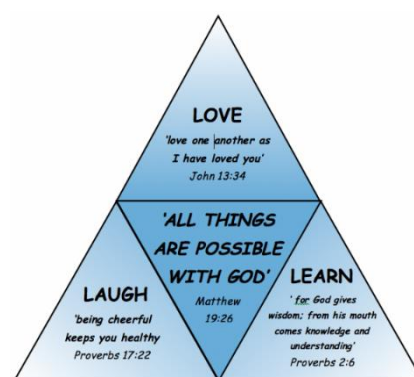 LOVE
'love one another as
I have loved you'
John 13:34
'ALL THINGS
ARE POSSIBLE
WITH GOD'
Matthew
19:26
LAUGH
'being cheerful
keeps you healthy
Proverbs 17:22
LEARN
' for God gives
wisdom; from his mouth
comes knowledge and
understanding'
Proverbs 2:6